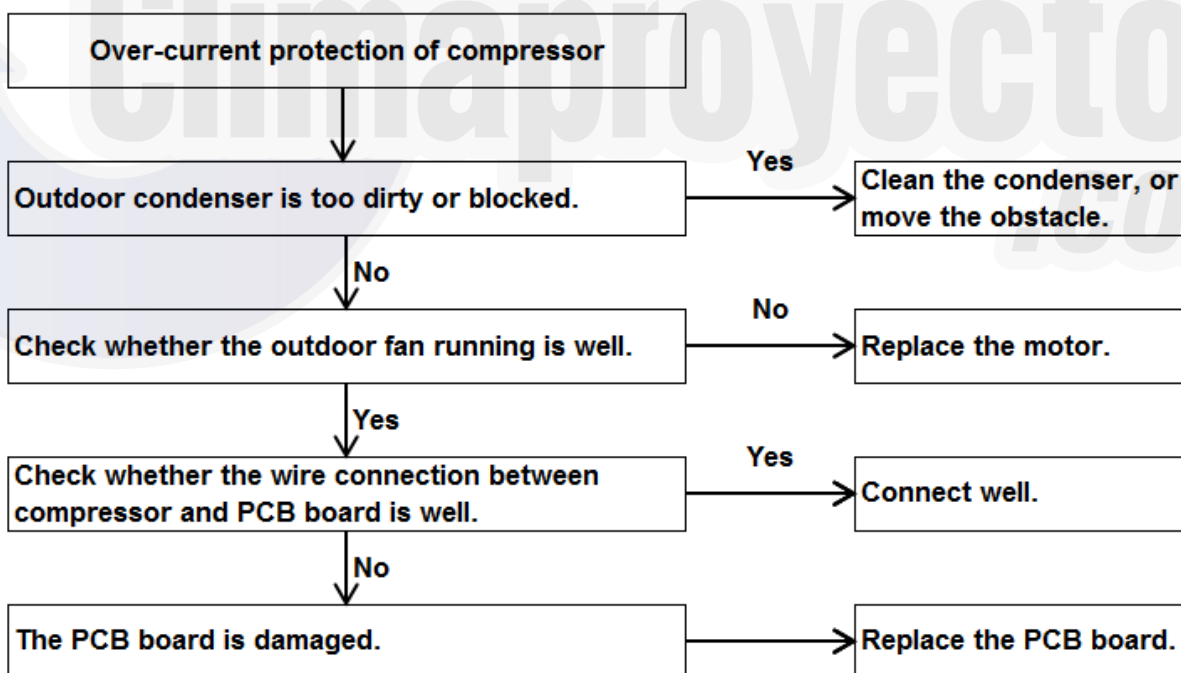 Climaproyecto
.co
Over-current protection of compressor
Outdoor condenser is too dirty or blocked.
Yes
Clean the condenser, or
move the obstacle.
No
Check whether the outdoor fan running is well.
No
Replace the motor.
Yes
Check whether the wire connection between
compressor and PCB board is well.
Yes
Connect well.
No
The PCB board is damaged.
Replace the PCB board.